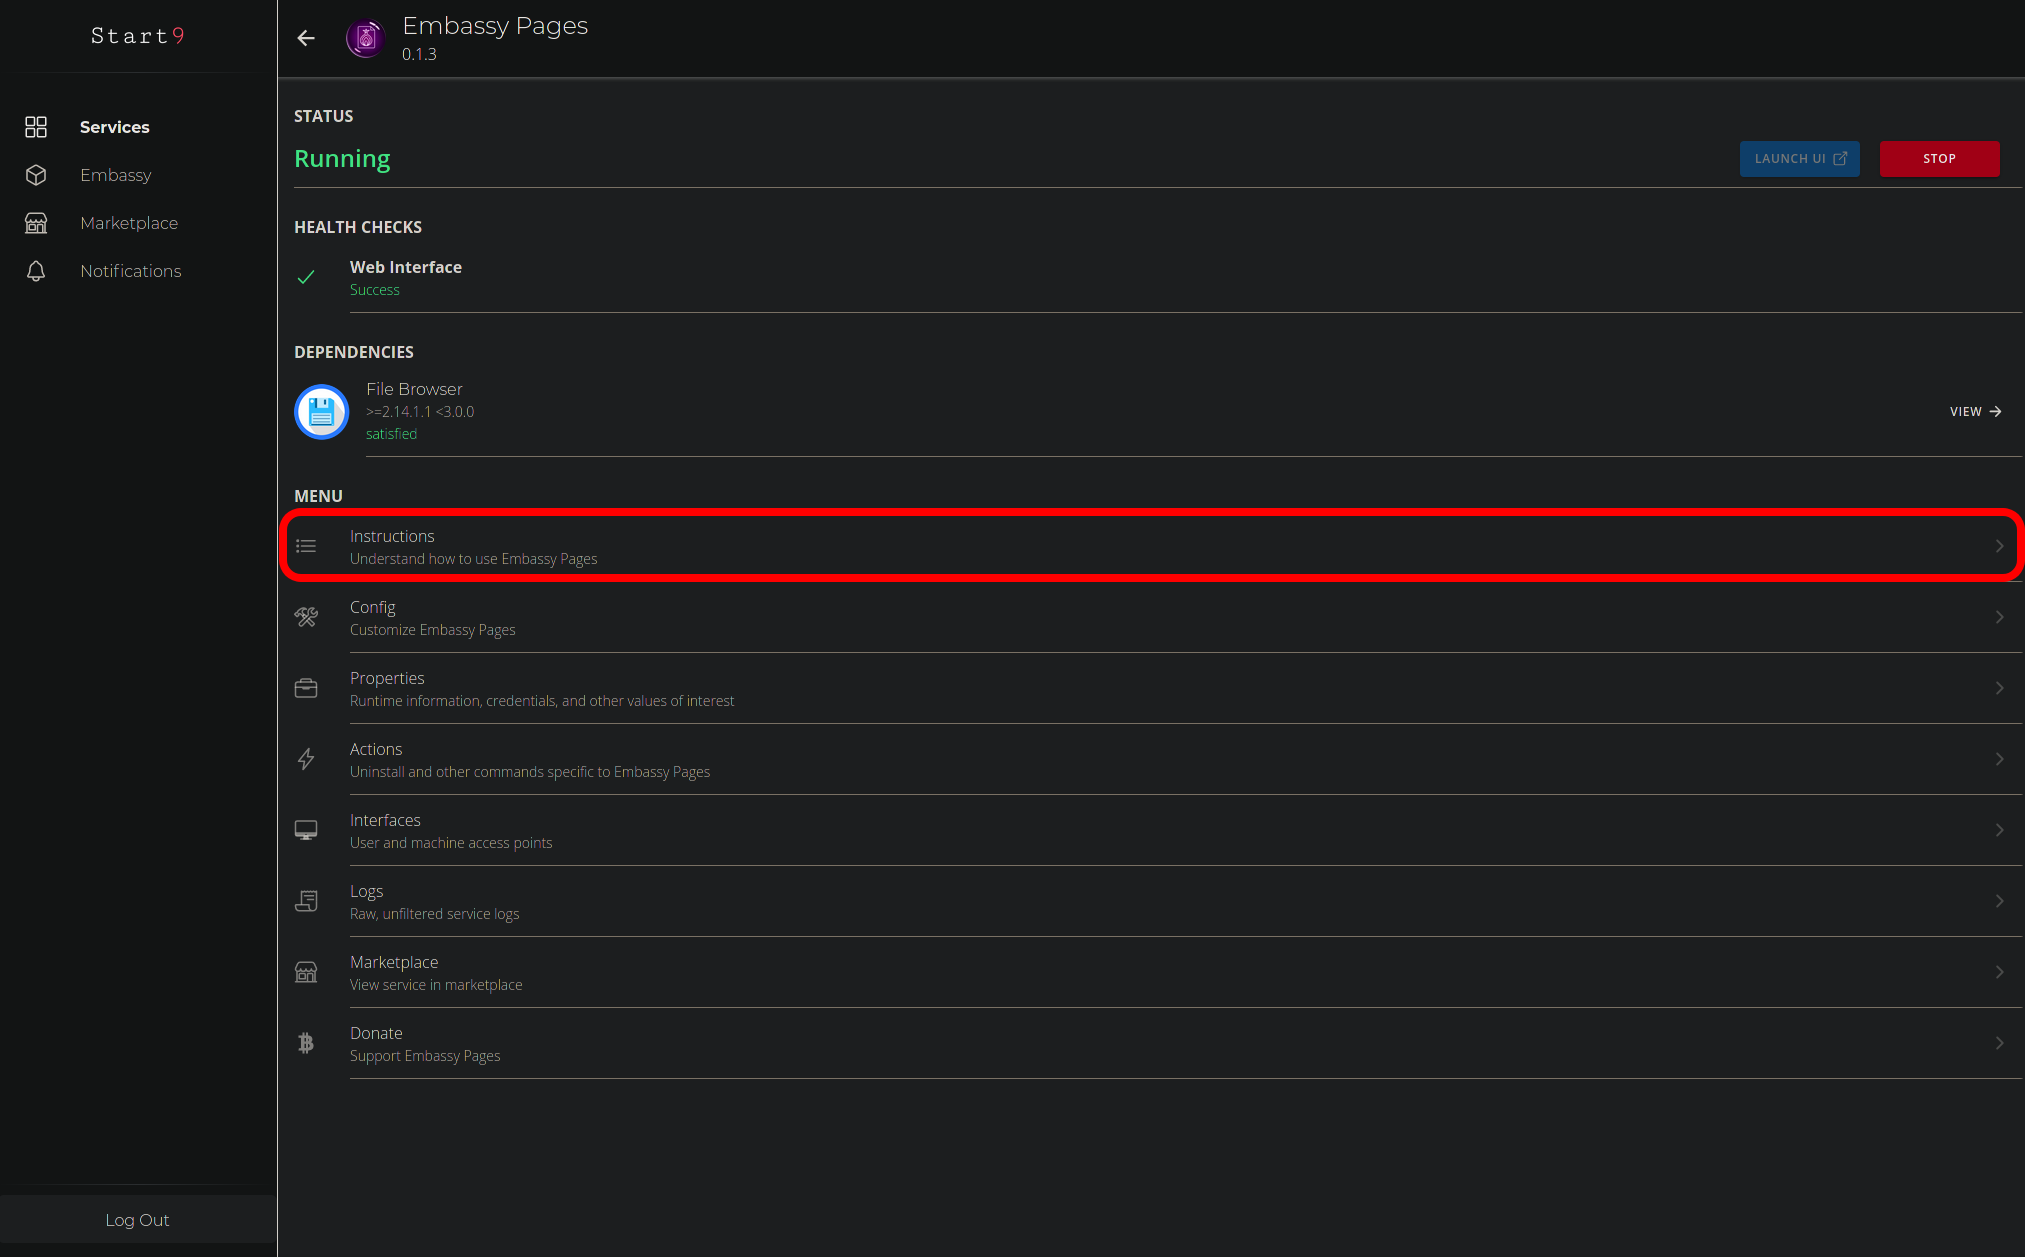 Start9
Services
Embassy
Marketplace
Notifications
Log Out
Embassy Pages
0.1.3
STATUS
Running
LAUNCH UI
STOP
HEALTH CHECKS
Web Interface
Success
DEPENDENCIES
File Browser
>=2.14.1.1 <3.0.0
satisfied
VIEW
MENU
Instructions
Understand how to use Embassy Pages
Config
Customize Embassy Pages
Properties
Runtime information, credentials, and other values of interest
Actions
Uninstall and other commands specific to Embassy Pages
Interfaces
User and machine access points
Logs
Raw, unfiltered service logs
Marketplace
View service in marketplace
Donate
Support Embassy Pages